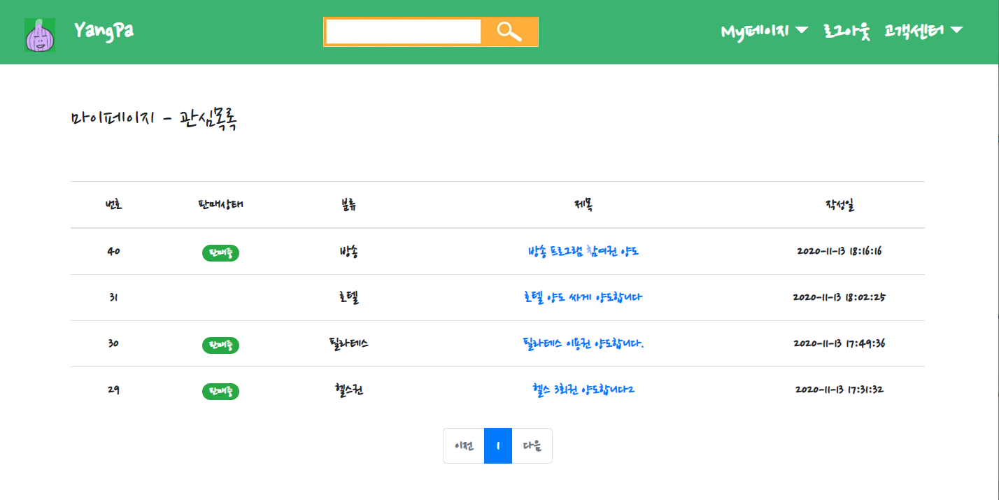 YangPa My페이지 로그아웃 고객센터
마이페이지 - 관심목록
번호 판매상태 분류 제목 작성일
40 판매중 방송 방송 프로그램 참여권 양도 2020-11-13 18:16:16
31 호텔 호텔 양도 싸게 양도합니다 2020-11-13 18:02:25
30 판매중 필라테스 필라테스 이용권 양도합니다. 2020-11-13 17:49:36
29 판매중 헬스권 헬스 3회권 양도합니다2 2020-11-13 17:31:32
이전 1 다음